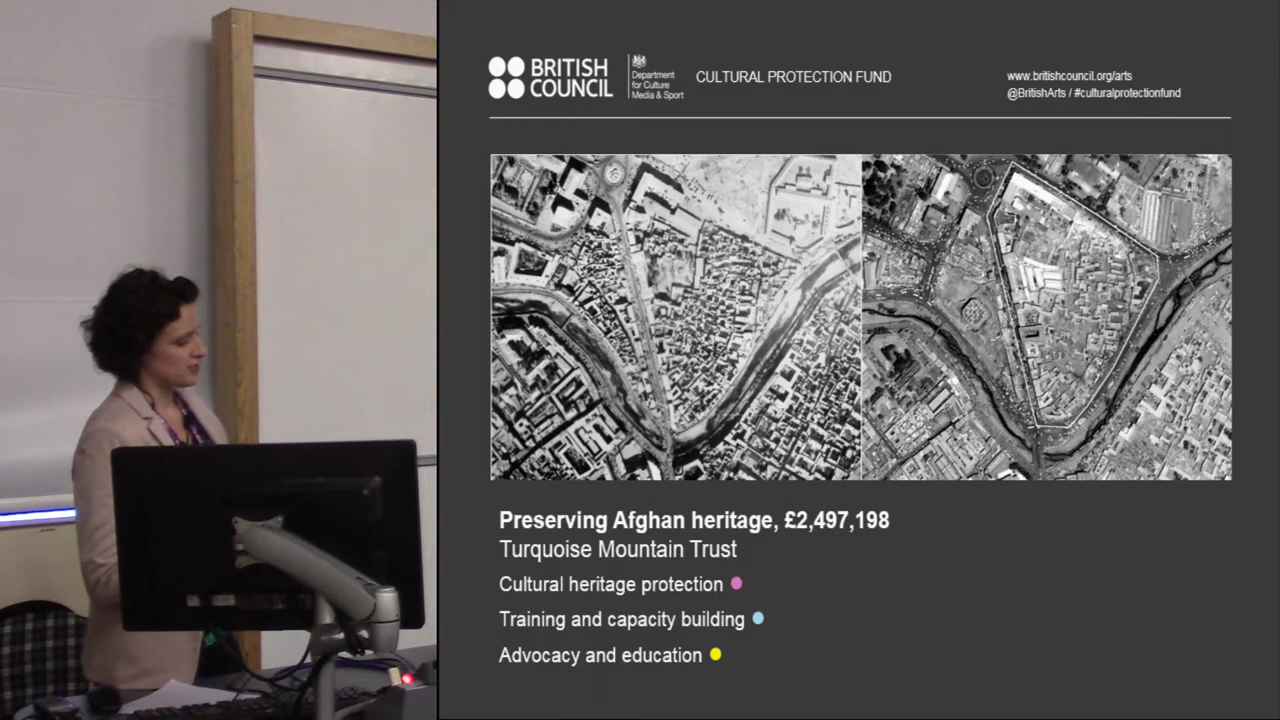 BRITISH
COUNCIL
Department
for Culture
Media & Sport
CULTURAL PROTECTION FUND
www.britishcouncil.org/arts
@BritishArts / #culturalprotectionfund
Preserving Afghan heritage, £2,497,198
Turquoise Mountain Trust
Cultural heritage protection
Training and capacity building
Advocacy and education